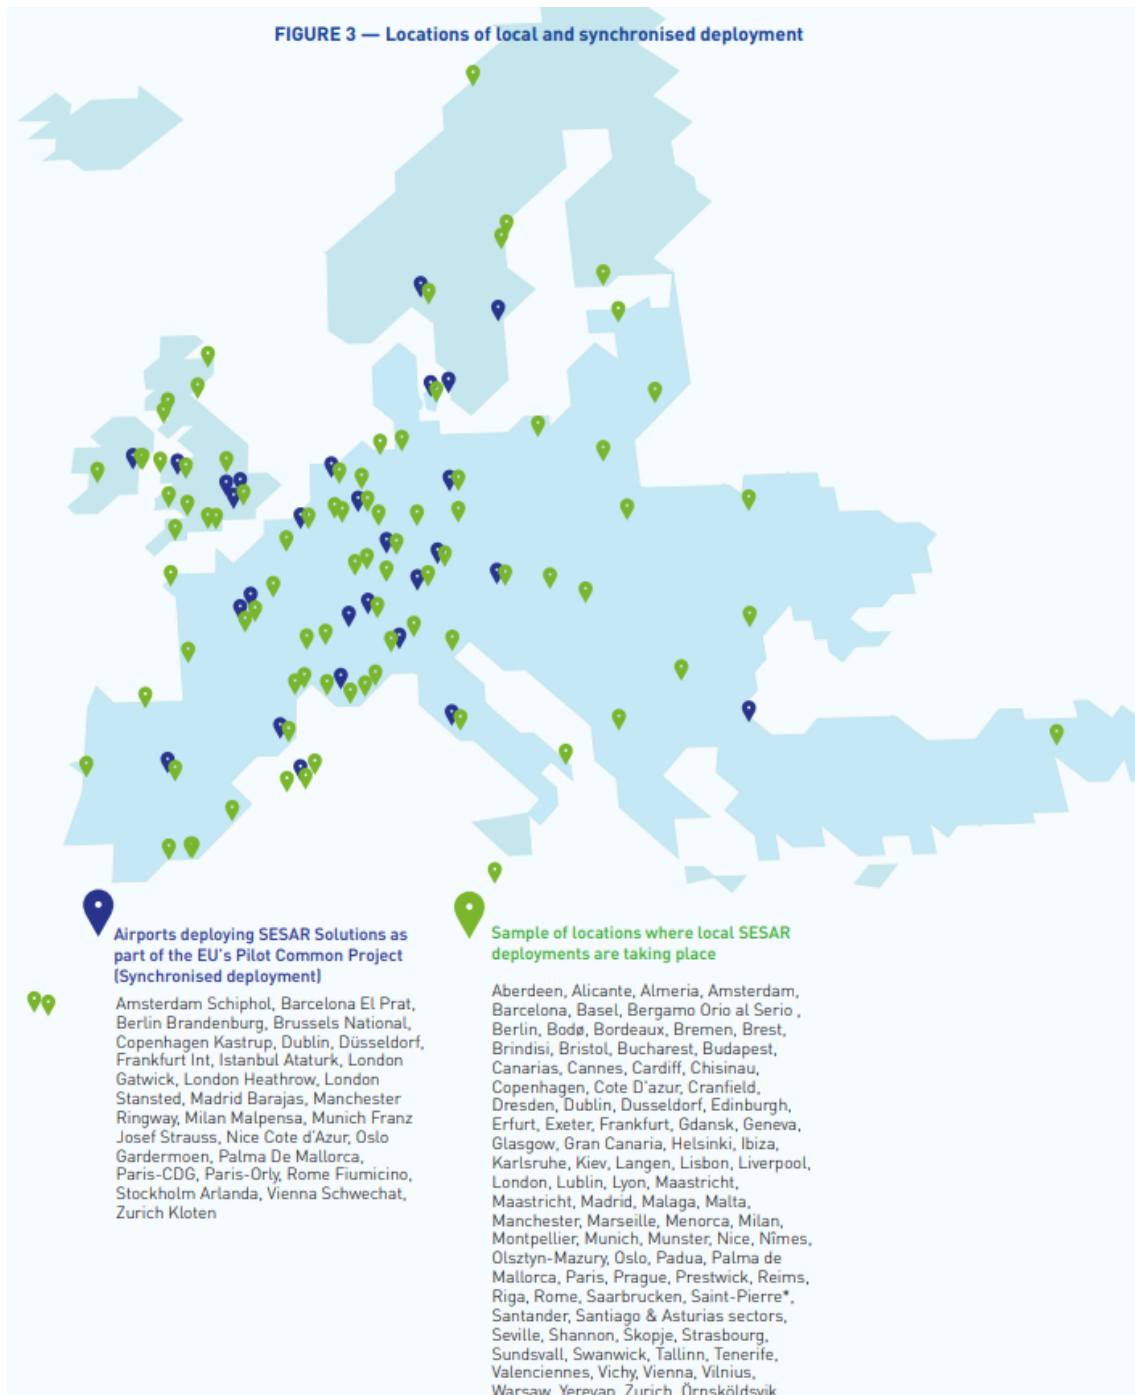 FIGURE 3 — Locations of local and synchronised deployment
Airports deploying SESAR Solutions as
part of the EU's Pilot Common Project
(Synchronised deployment)
Amsterdam Schiphol, Barcelona El Prat,
Berlin Brandenburg, Brussels National,
Copenhagen Kastrup, Dublin, Düsseldorf,
Frankfurt Int, Istanbul Ataturk, London
Gatwick, London Heathrow, London
Stansted, Madrid Barajas, Manchester
Ringway, Milan Malpensa, Munich Franz
Josef Strauss, Nice Cote d'Azur, Oslo
Gardermoen, Palma De Mallorca,
Paris-CDG, Paris-Orly, Rome Fiumicino,
Stockholm Arlanda, Vienna Schwechat,
Zurich Kloten
Sample of locations where local SESAR
deployments are taking place
Aberdeen, Alicante, Almeria, Amsterdam,
Barcelona, Basel, Bergamo Orio al Serio ,
Berlin, Bodø, Bordeaux, Bremen, Brest,
Brindisi, Bristol, Bucharest, Budapest,
Canarias, Cannes, Cardiff, Chisinau,
Copenhagen, Cote D'azur, Cranfield,
Dresden, Dublin, Dusseldorf, Edinburgh,
Erfurt, Exeter, Frankfurt, Gdansk, Geneva,
Glasgow, Gran Canaria, Helsinki, Ibiza,
Karlsruhe, Kiev, Langen, Lisbon, Liverpool,
London, Lublin, Lyon, Maastricht,
Maastricht, Madrid, Malaga, Malta,
Manchester, Marseille, Menorca, Milan,
Montpellier, Munich, Munster, Nice, Nîmes,
Olsztyn-Mazury, Oslo, Padua, Palma de
Mallorca, Paris, Prague, Prestwick, Reims,
Riga, Rome, Saarbrucken, Saint-Pierre*,
Santander, Santiago & Asturias sectors,
Seville, Shannon, Skopje, Strasbourg,
Sundsvall, Swanwick, Tallinn, Tenerife,
Valenciennes, Vichy, Vienna, Vilnius,
Warsaw, Yerevan, Zurich, Örnsköldsvik